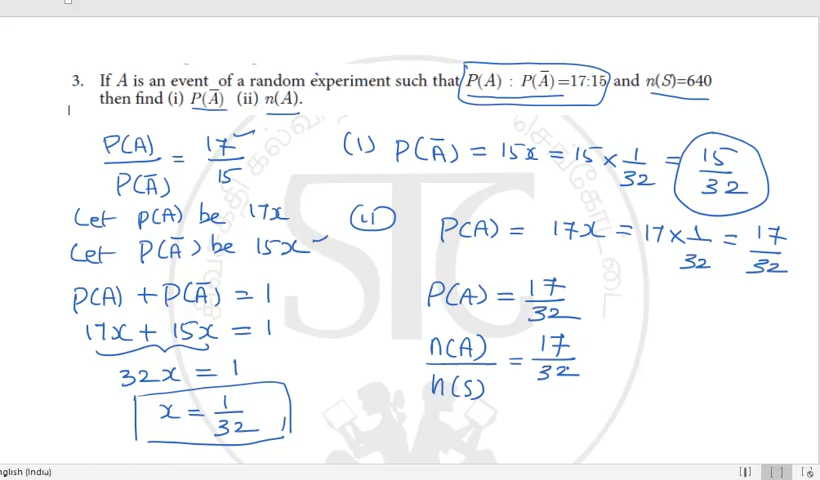 3. If A is an event of a random experiment such that P(A) : P(Ā)=17:15 and n(S)=640
then find (i) P(Ā) (ii) n(A).
P(A)/P(Ā) = 17/15
Let P(A) be 17x
Let P(Ā) be 15x
P(A) + P(Ā) = 1
17x + 15x = 1
32x = 1
x = 1/32
(i) P(Ā) = 15x = 15 × 1/32 = 15/32
(ii) P(A) = 17x = 17 × 1/32 = 17/32
P(A) = 17/32
n(A)/n(S) = 17/32
STC
nglish (India)